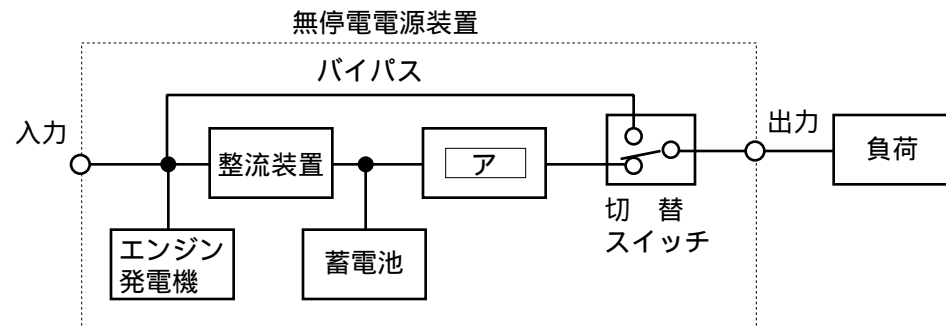 無停電電源装置
バイパス
入力
整流装置
ア
出力
負荷
切 替
スイッチ
エンジン
発電機
蓄電池